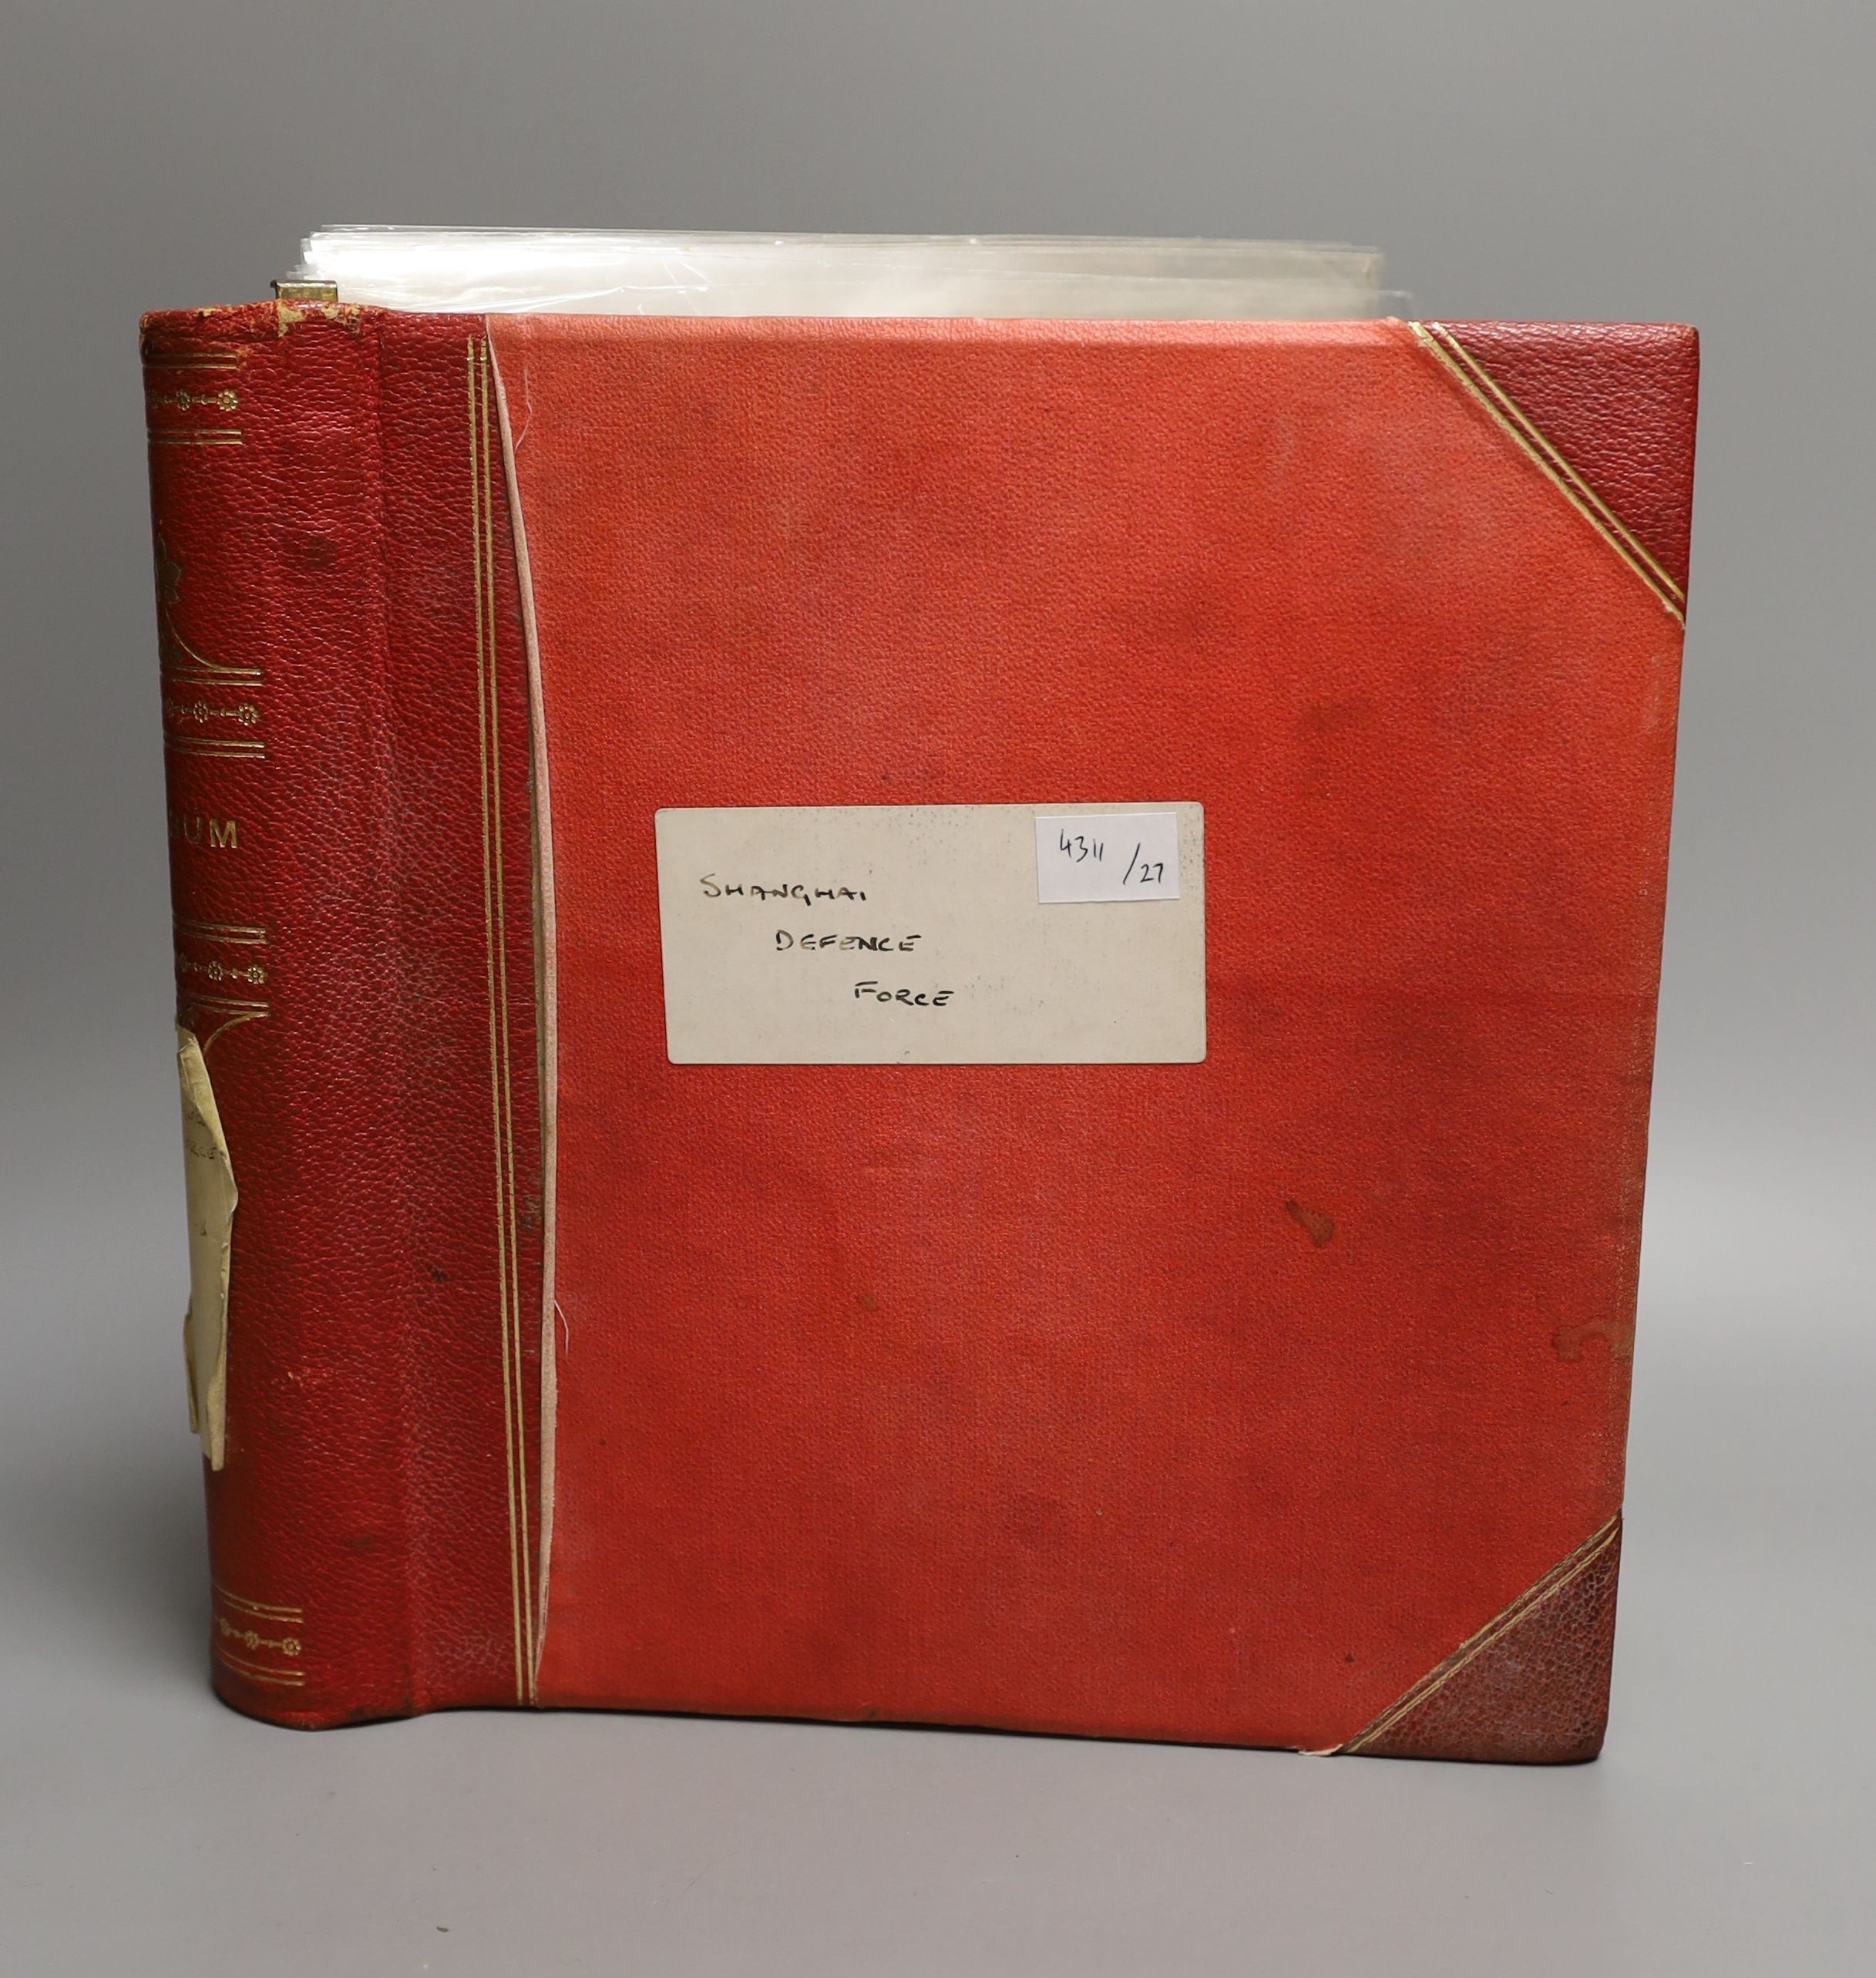 SHANGHAI
DEFENCE
FORCE
4311 /27
UM